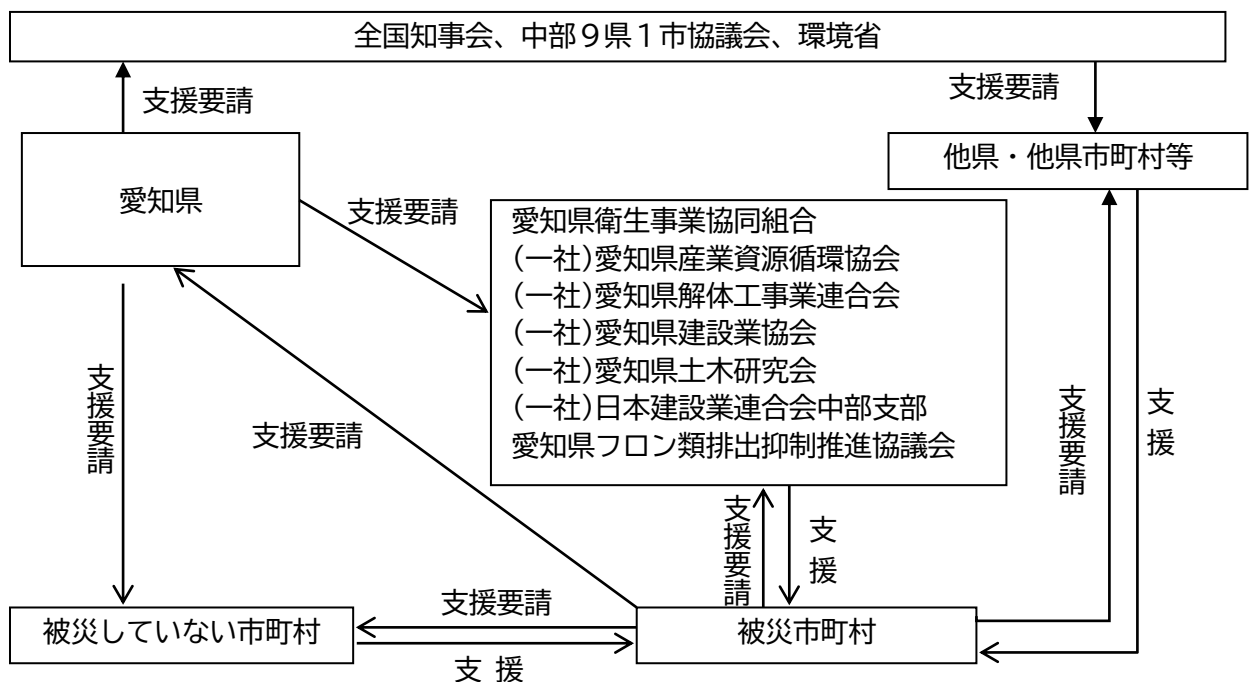 全国知事会、中部９県１市協議会、環境省
支援要請
支援要請
愛知県
他県・他県市町村等
支援要請
愛知県衛生事業協同組合
(一社)愛知県産業資源循環協会
(一社)愛知県解体工事業連合会
(一社)愛知県建設業協会
(一社)愛知県土木研究会
(一社)日本建設業連合会中部支部
愛知県フロン類排出抑制推進協議会
支援要請
支援要請
支援要請
支援
支援要請
支援
被災していない市町村
支援要請
支 援
被災市町村